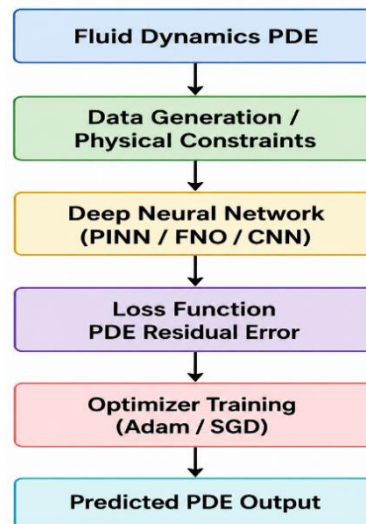 Fluid Dynamics PDE
Data Generation /
Physical Constraints
Deep Neural Network
(PINN / FNO / CNN)
Loss Function
PDE Residual Error
Optimizer Training
(Adam / SGD)
Predicted PDE Output